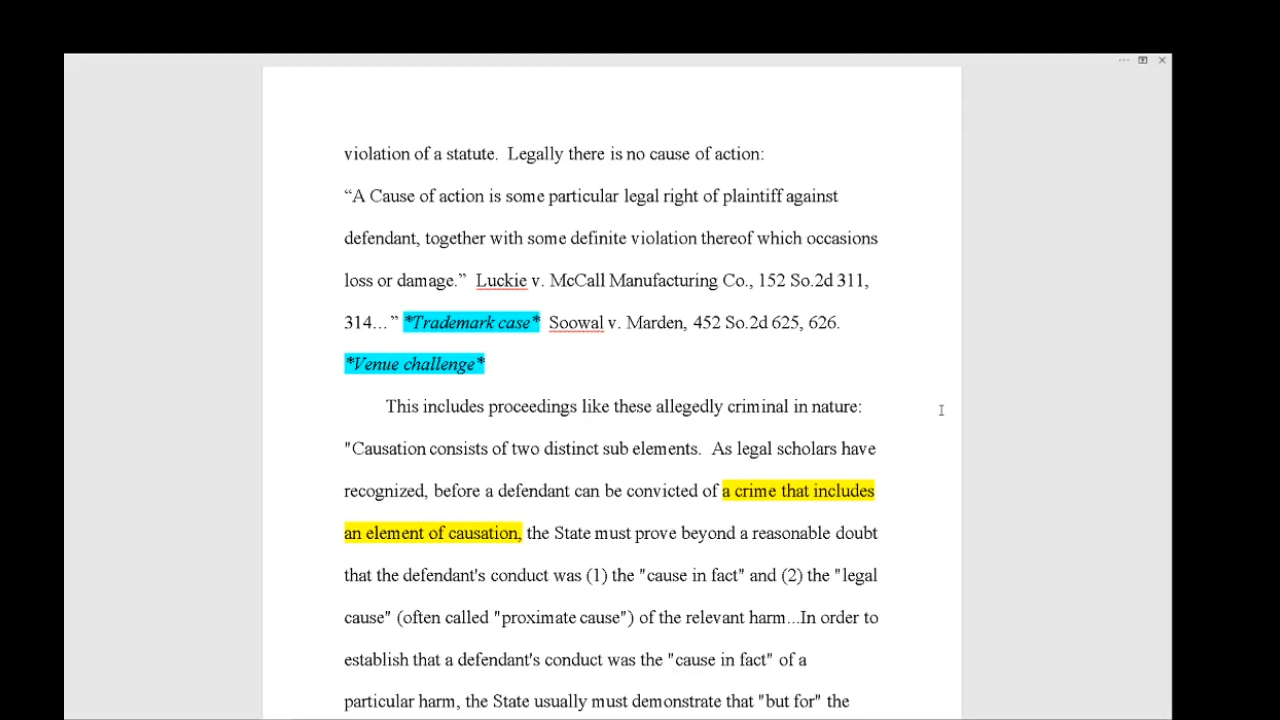 violation of a statute.  Legally there is no cause of action:
“A Cause of action is some particular legal right of plaintiff against
defendant, together with some definite violation thereof which occasions
loss or damage.”  Luckie v. McCall Manufacturing Co., 152 So.2d 311,
314…” *Trademark case*  Soowal v. Marden, 452 So.2d 625, 626.
*Venue challenge*
This includes proceedings like these allegedly criminal in nature:
"Causation consists of two distinct sub elements.  As legal scholars have
recognized, before a defendant can be convicted of a crime that includes
an element of causation, the State must prove beyond a reasonable doubt
that the defendant's conduct was (1) the "cause in fact" and (2) the "legal
cause" (often called "proximate cause") of the relevant harm...In order to
establish that a defendant's conduct was the "cause in fact" of a
particular harm, the State usually must demonstrate that "but for" the